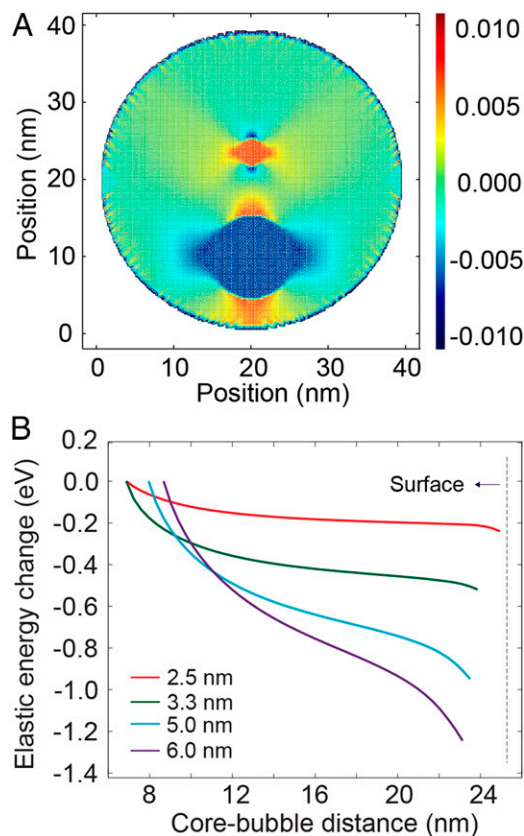 A
40
30
20
10
0
Position (nm)
0 10 20 30 40
Position (nm)
0.010
0.005
0.000
-0.005
-0.010
B
0.2
0.0
-0.2
-0.4
-0.6
-0.8
-1.0
-1.2
-1.4
Elastic energy change (eV)
Surface
2.5 nm
3.3 nm
5.0 nm
6.0 nm
8 12 16 20 24
Core-bubble distance (nm)